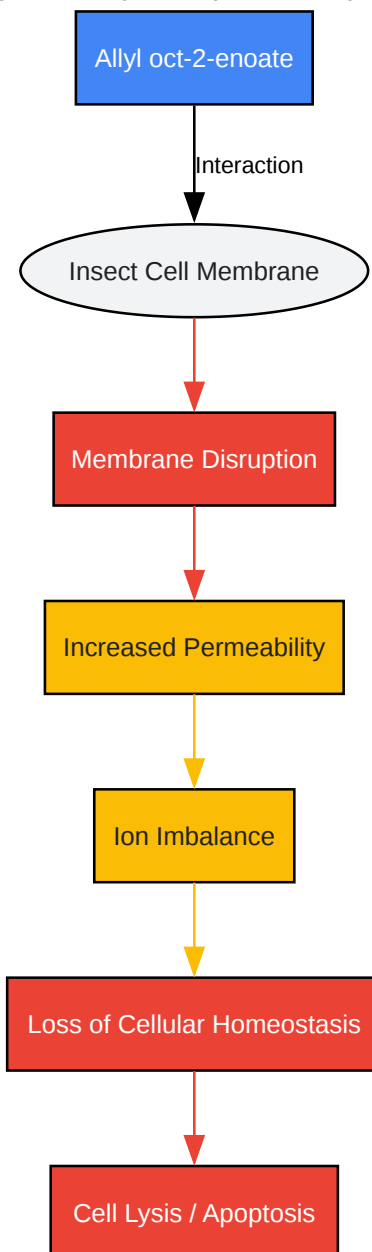 Allyl oct-2-enoate
Interaction
Insect Cell Membrane
Membrane Disruption
Increased Permeability
Ion Imbalance
Loss of Cellular Homeostasis
Cell Lysis / Apoptosis